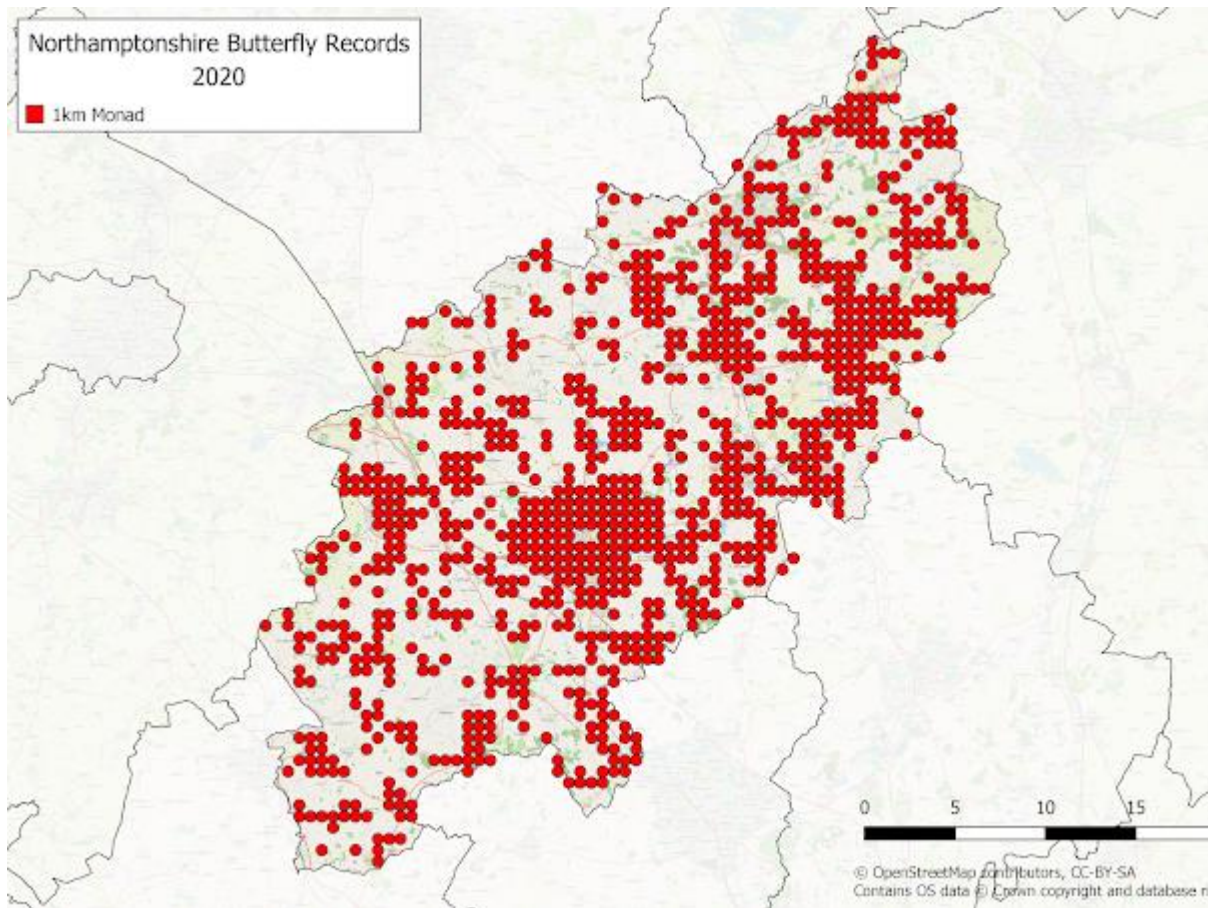 Northamptonshire Butterfly Records
2020
1km Monad
0 5 10 15
© OpenStreetMap contributors, CC-BY-SA
Contains OS data © Crown copyright and database